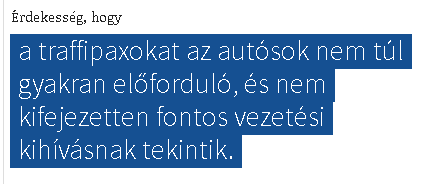 Érdekesség, hogy
a traffipaxokat az autósok nem túl
gyakran előforduló, és nem
kifejezetten fontos vezetési
kihívásnak tekintik.